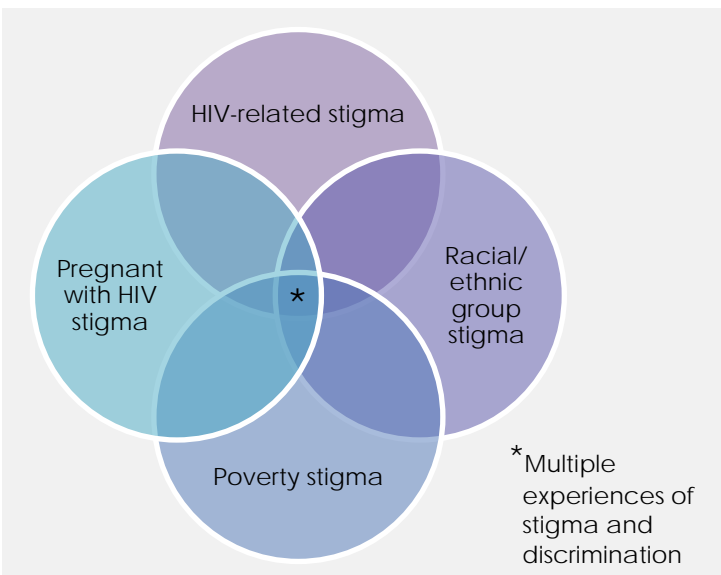 HIV-related stigma
Pregnant
with HIV
stigma
*
Racial/
ethnic
group
stigma
Poverty stigma
*Multiple
experiences of
stigma and
discrimination